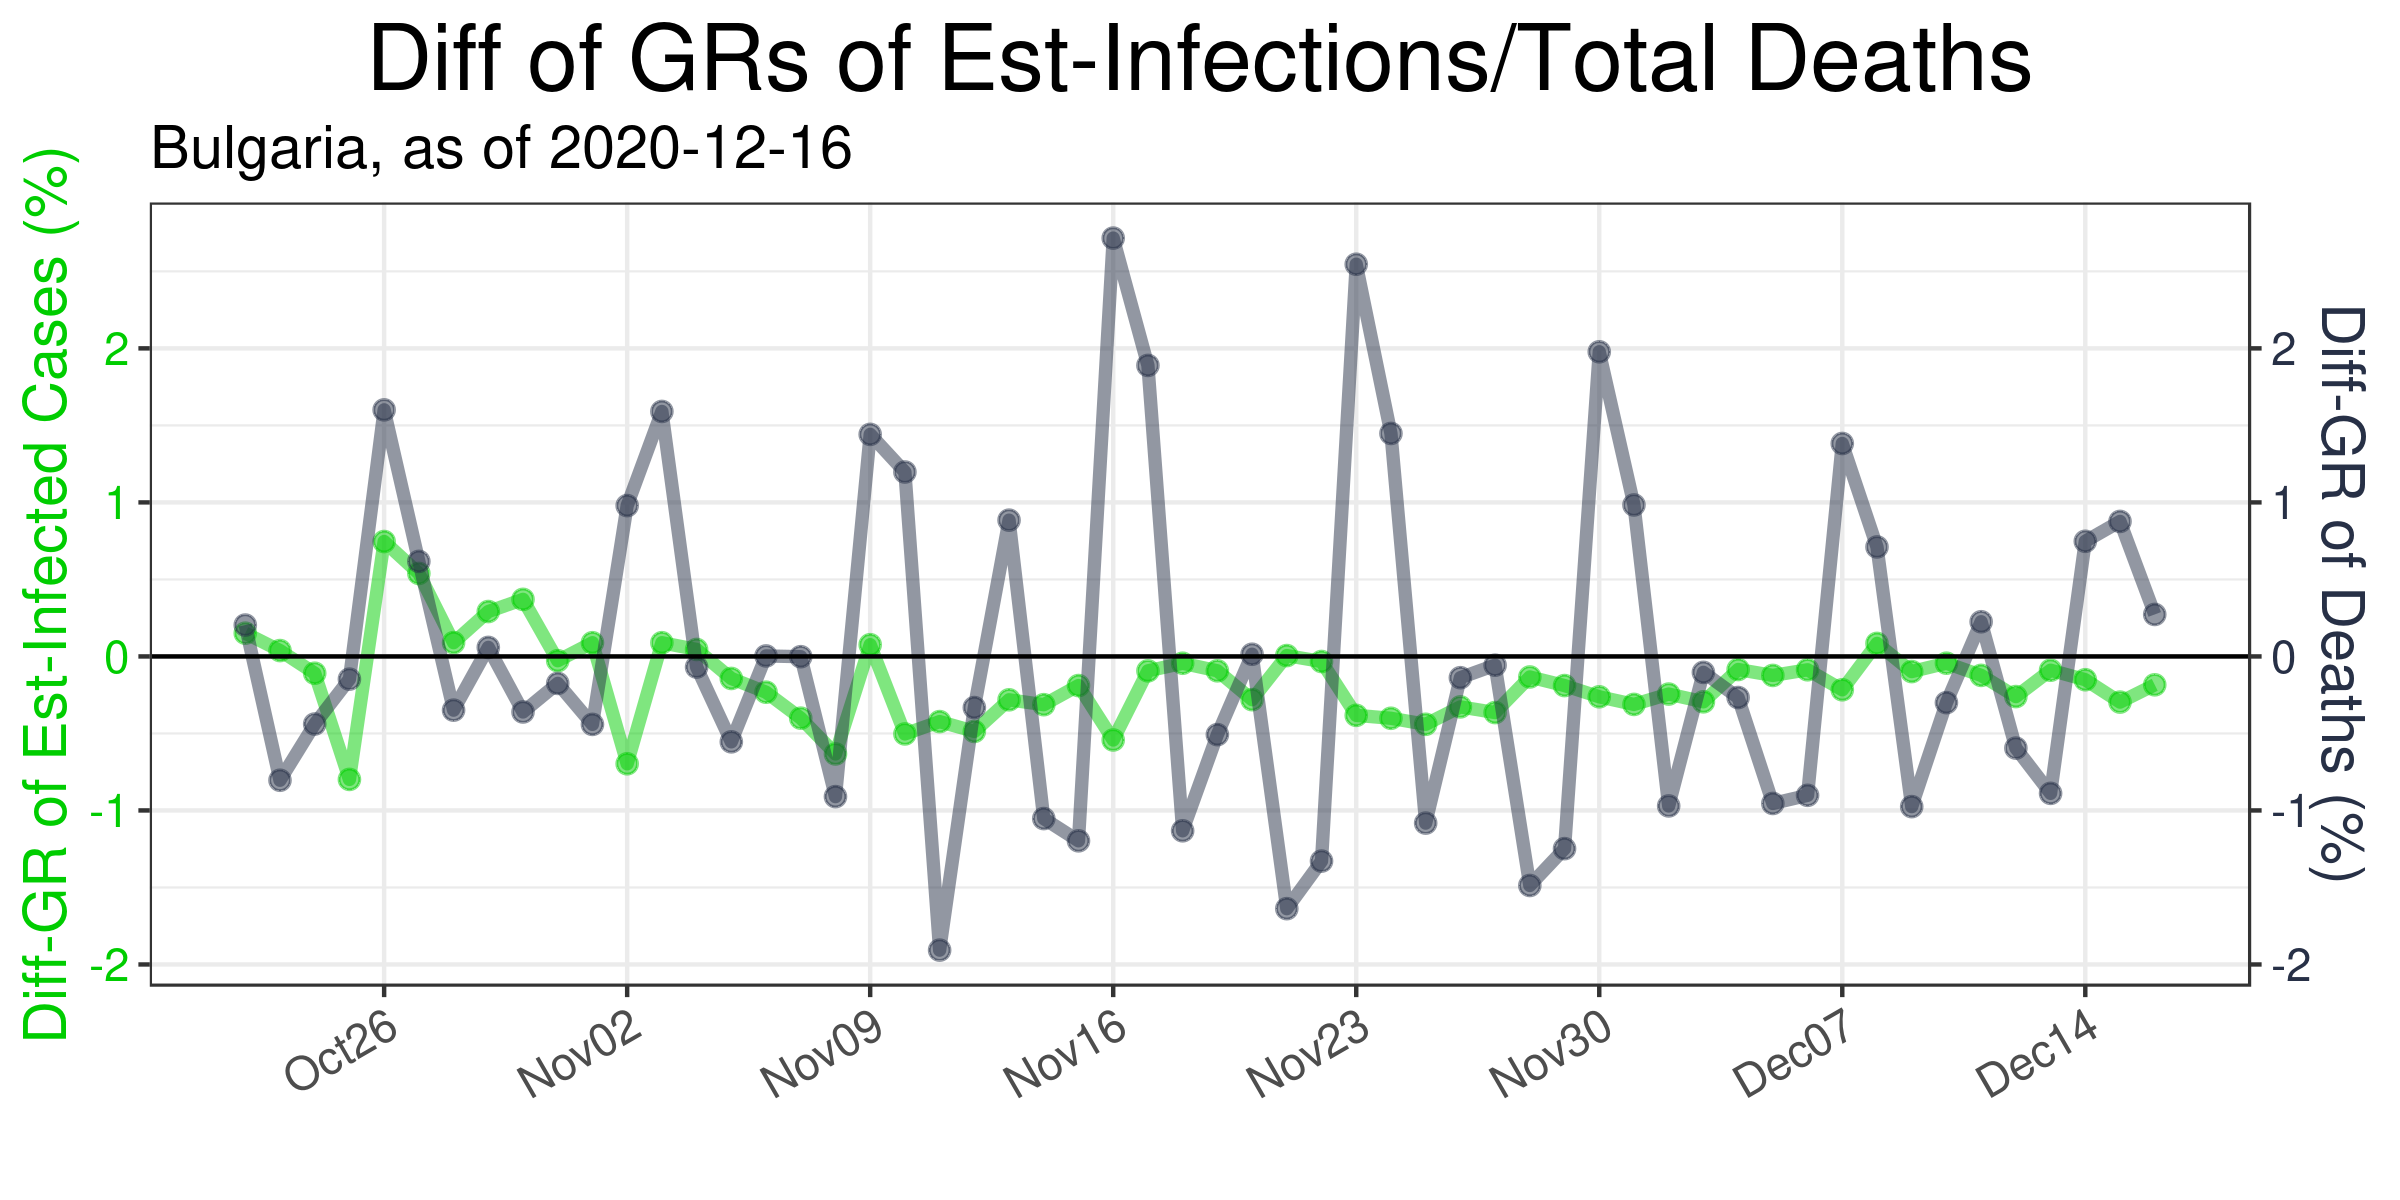 Diff of GRs of Est-Infections/Total Deaths
Bulgaria, as of 2020-12-16
Diff-GR of Est-Infected Cases (%)
2
1
0
-1
-2
2
1
0
-1
-2
Diff-GR of Deaths (%)
Oct26
Nov02
Nov09
Nov16
Nov23
Nov30
Dec07
Dec14